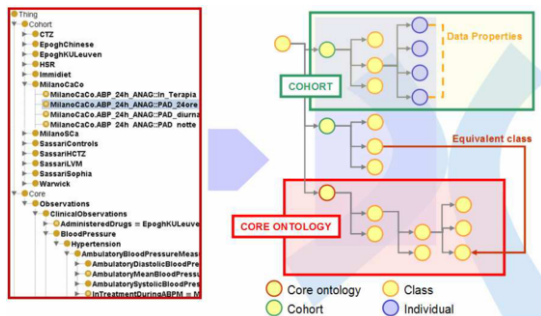 Thing
Cohort
CTZ
EpoghChinese
EpoghKULeuven
HSR
Immidiet
MilanoCaCo
MilanoCaCo.ABP_24h_ANAG::In_Terapia
MilanoCaCo.ABP_24h_ANAG::PAD_24ore
MilanoCaCo.ABP_24h_ANAG::PAD_diurna
MilanoCaCo.ABP_24h_ANAG::PAD_notte
MilanoSCa
SassariControls
SassariHCTZ
SassariLVM
SassariSophia
Warwick
Core
Observations
ClinicalObservations
AdministeredDrugs = EpoghKULeuve
BloodPressure
Hypertension
AmbulatoryBloodPressureMeas
AmbulatoryDiastolicBloodPre
AmbulatoryMeanBloodPressu
AmbulatorySystolicBloodPres
InTreatmentDuringABPM = M
COHORT
Data Properties
Equivalent class
CORE ONTOLOGY
Core ontology
Class
Cohort
Individual